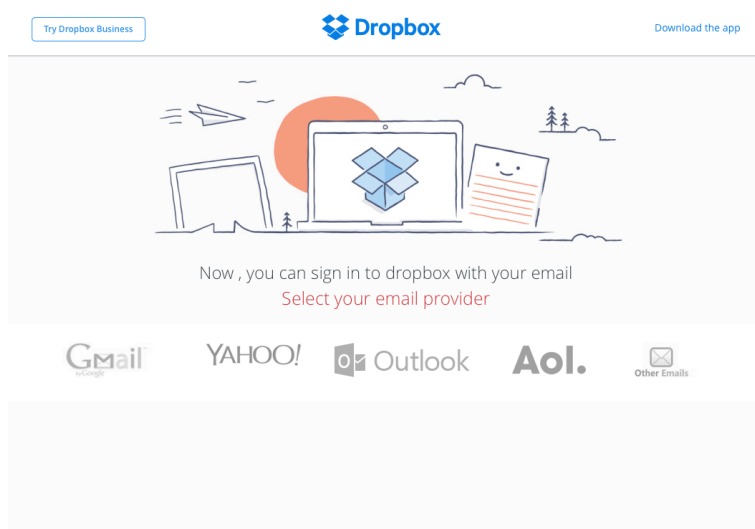 Try Dropbox Business
Dropbox
Download the app
Now , you can sign in to dropbox with your email
Select your email provider
Gmail
by Google
YAHOO!
Outlook
Aol.
Other Emails